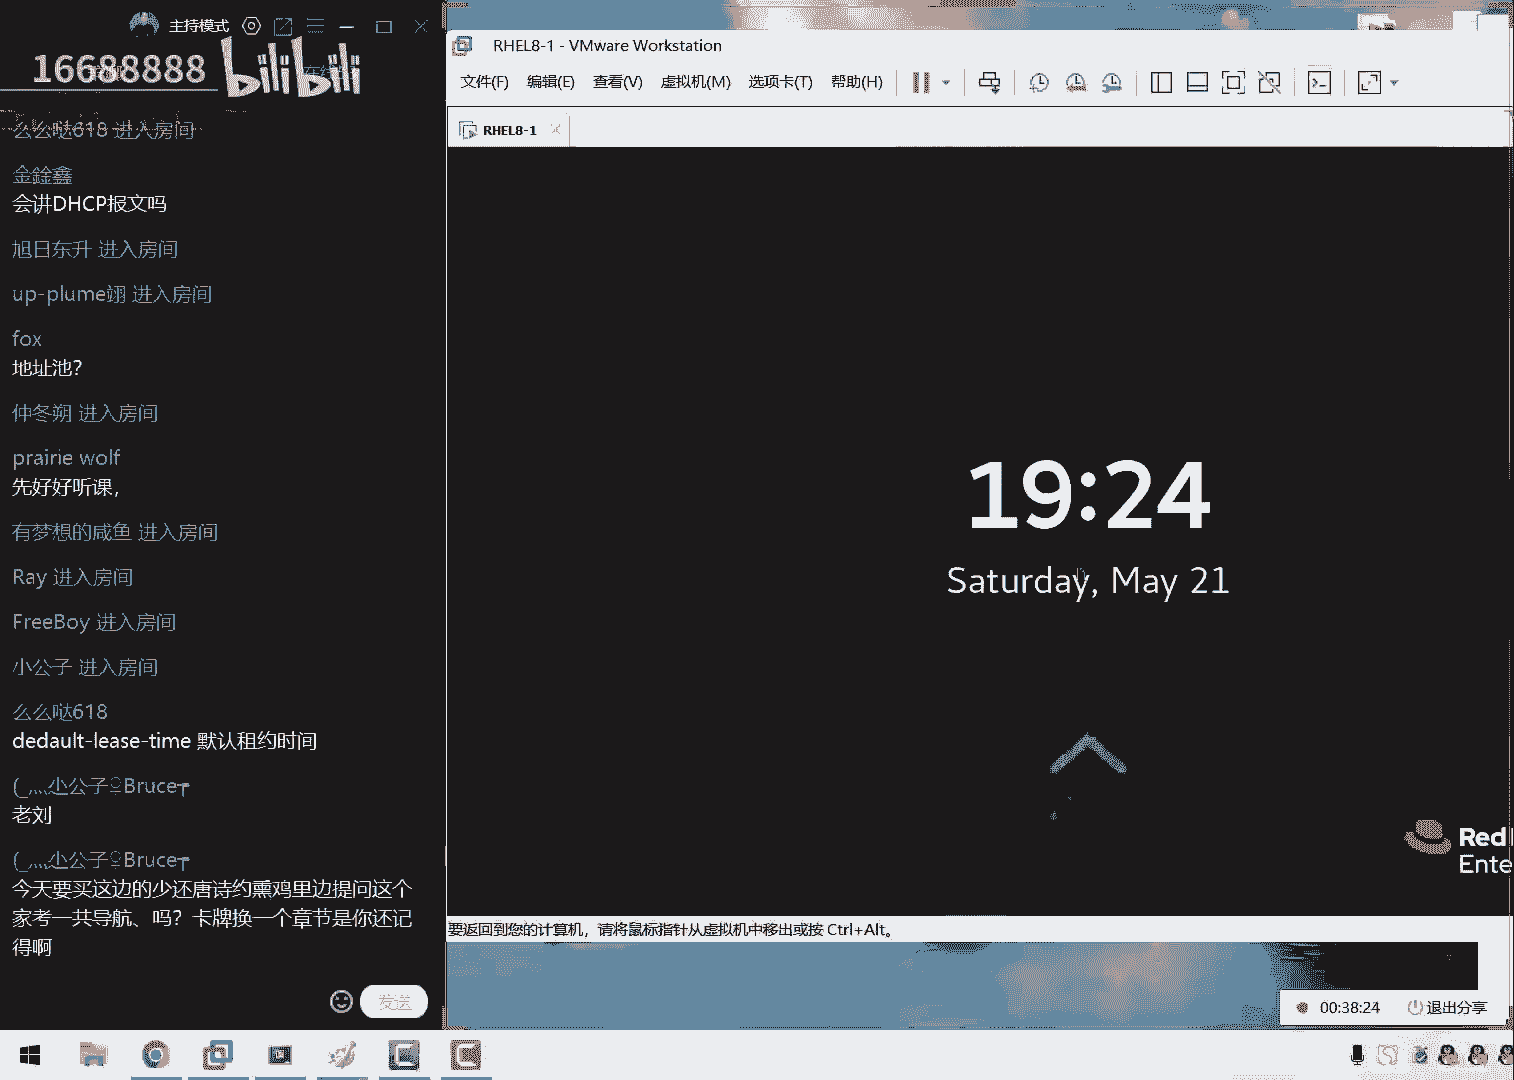 主持模式
16688888
bilibili
么么哒618 进入房间
金銓鑫
会讲DHCP报文吗
旭日东升 进入房间
up-plume翊 进入房间
fox
地址池？
仲冬朔 进入房间
prairie wolf
先好好听课，
有梦想的咸鱼 进入房间
Ray 进入房间
FreeBoy 进入房间
小公子 进入房间
么么哒618
dedault-lease-time 默认租约时间
Bruce
老刘
Bruce
今天要买这边的少还唐诗约熏鸡里边提问这个
家考一共导航、吗？卡牌换一个章节是你还记
得啊
发送
RHEL8-1 - VMware Workstation
文件(F) 编辑(E) 查看(V) 虚拟机(M) 选项卡(T) 帮助(H)
RHEL8-1
19:24
Saturday, May 21
Red
Ente
要返回到您的计算机，请将鼠标指针从虚拟机中移出或按 Ctrl+Alt。
00:38:24 退出分享